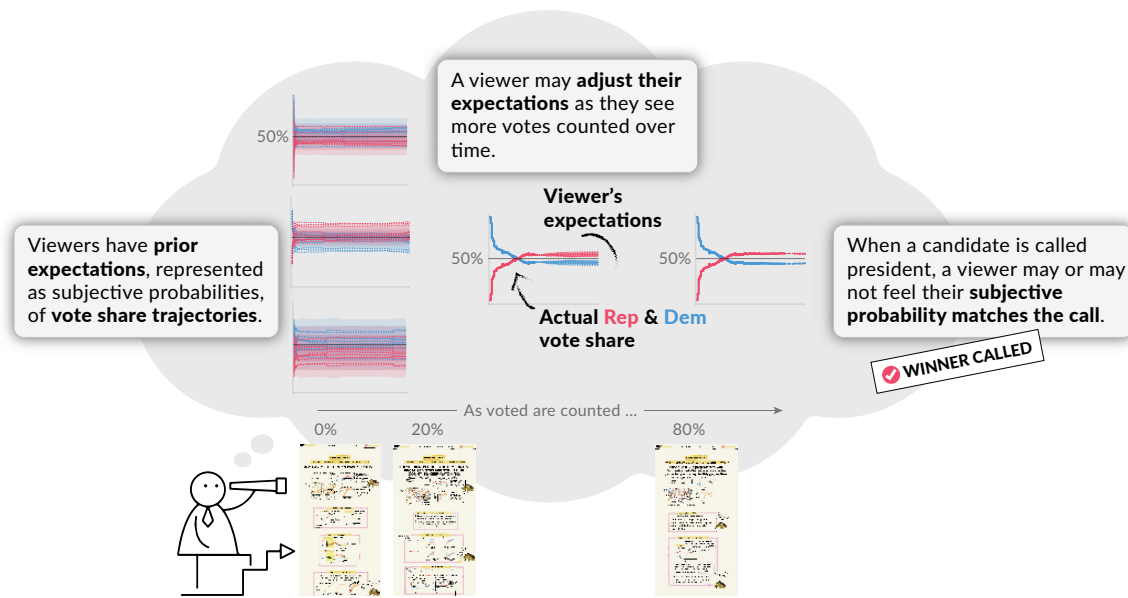 A viewer may adjust their
expectations as they see
more votes counted over
time.
50%
Viewers have prior
expectations, represented
as subjective probabilities,
of vote share trajectories.
Viewer's
expectations
50%
50%
Actual Rep & Dem
vote share
When a candidate is called
president, a viewer may or may
not feel their subjective
probability matches the call.
WINNER CALLED
As voted are counted ...
0%
20%
80%